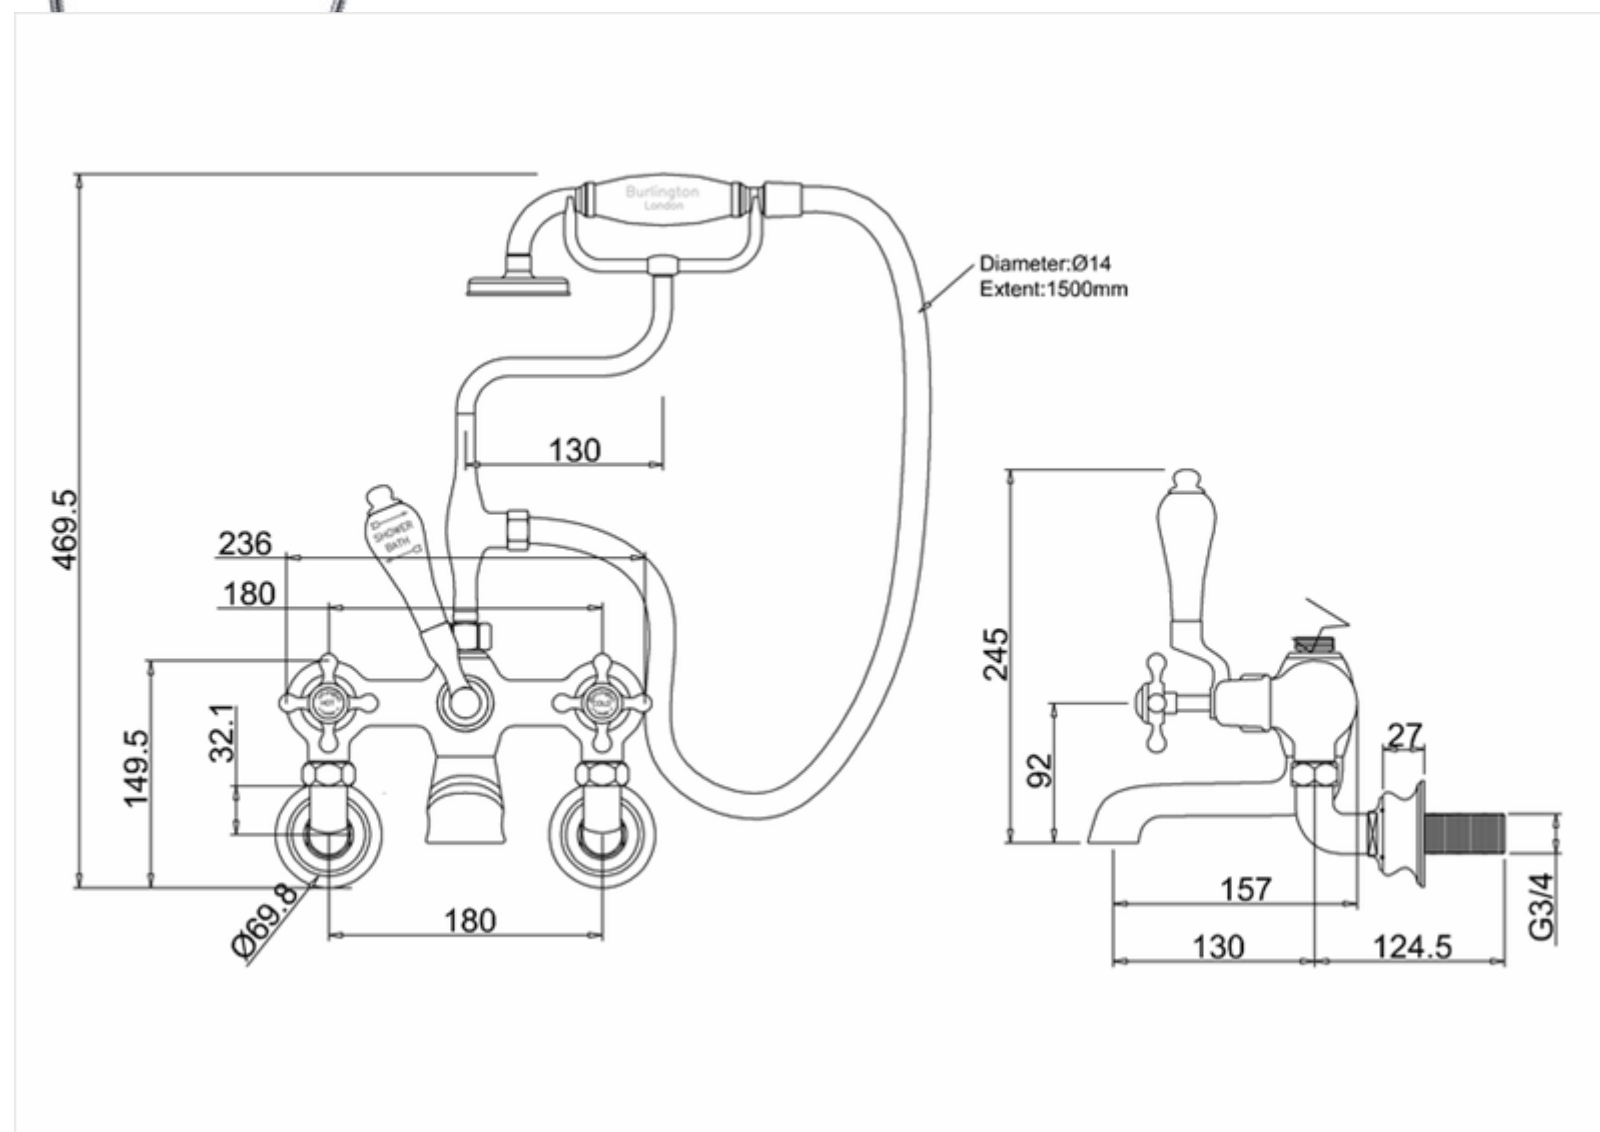 Burlington
London
Diameter:Ø14
Extent:1500mm
130
469.5
SHOWER
BATH
236
180
245
HOT
COLD
32.1
149.5
27
92
Ø69.8
180
157
G3/4
130
124.5